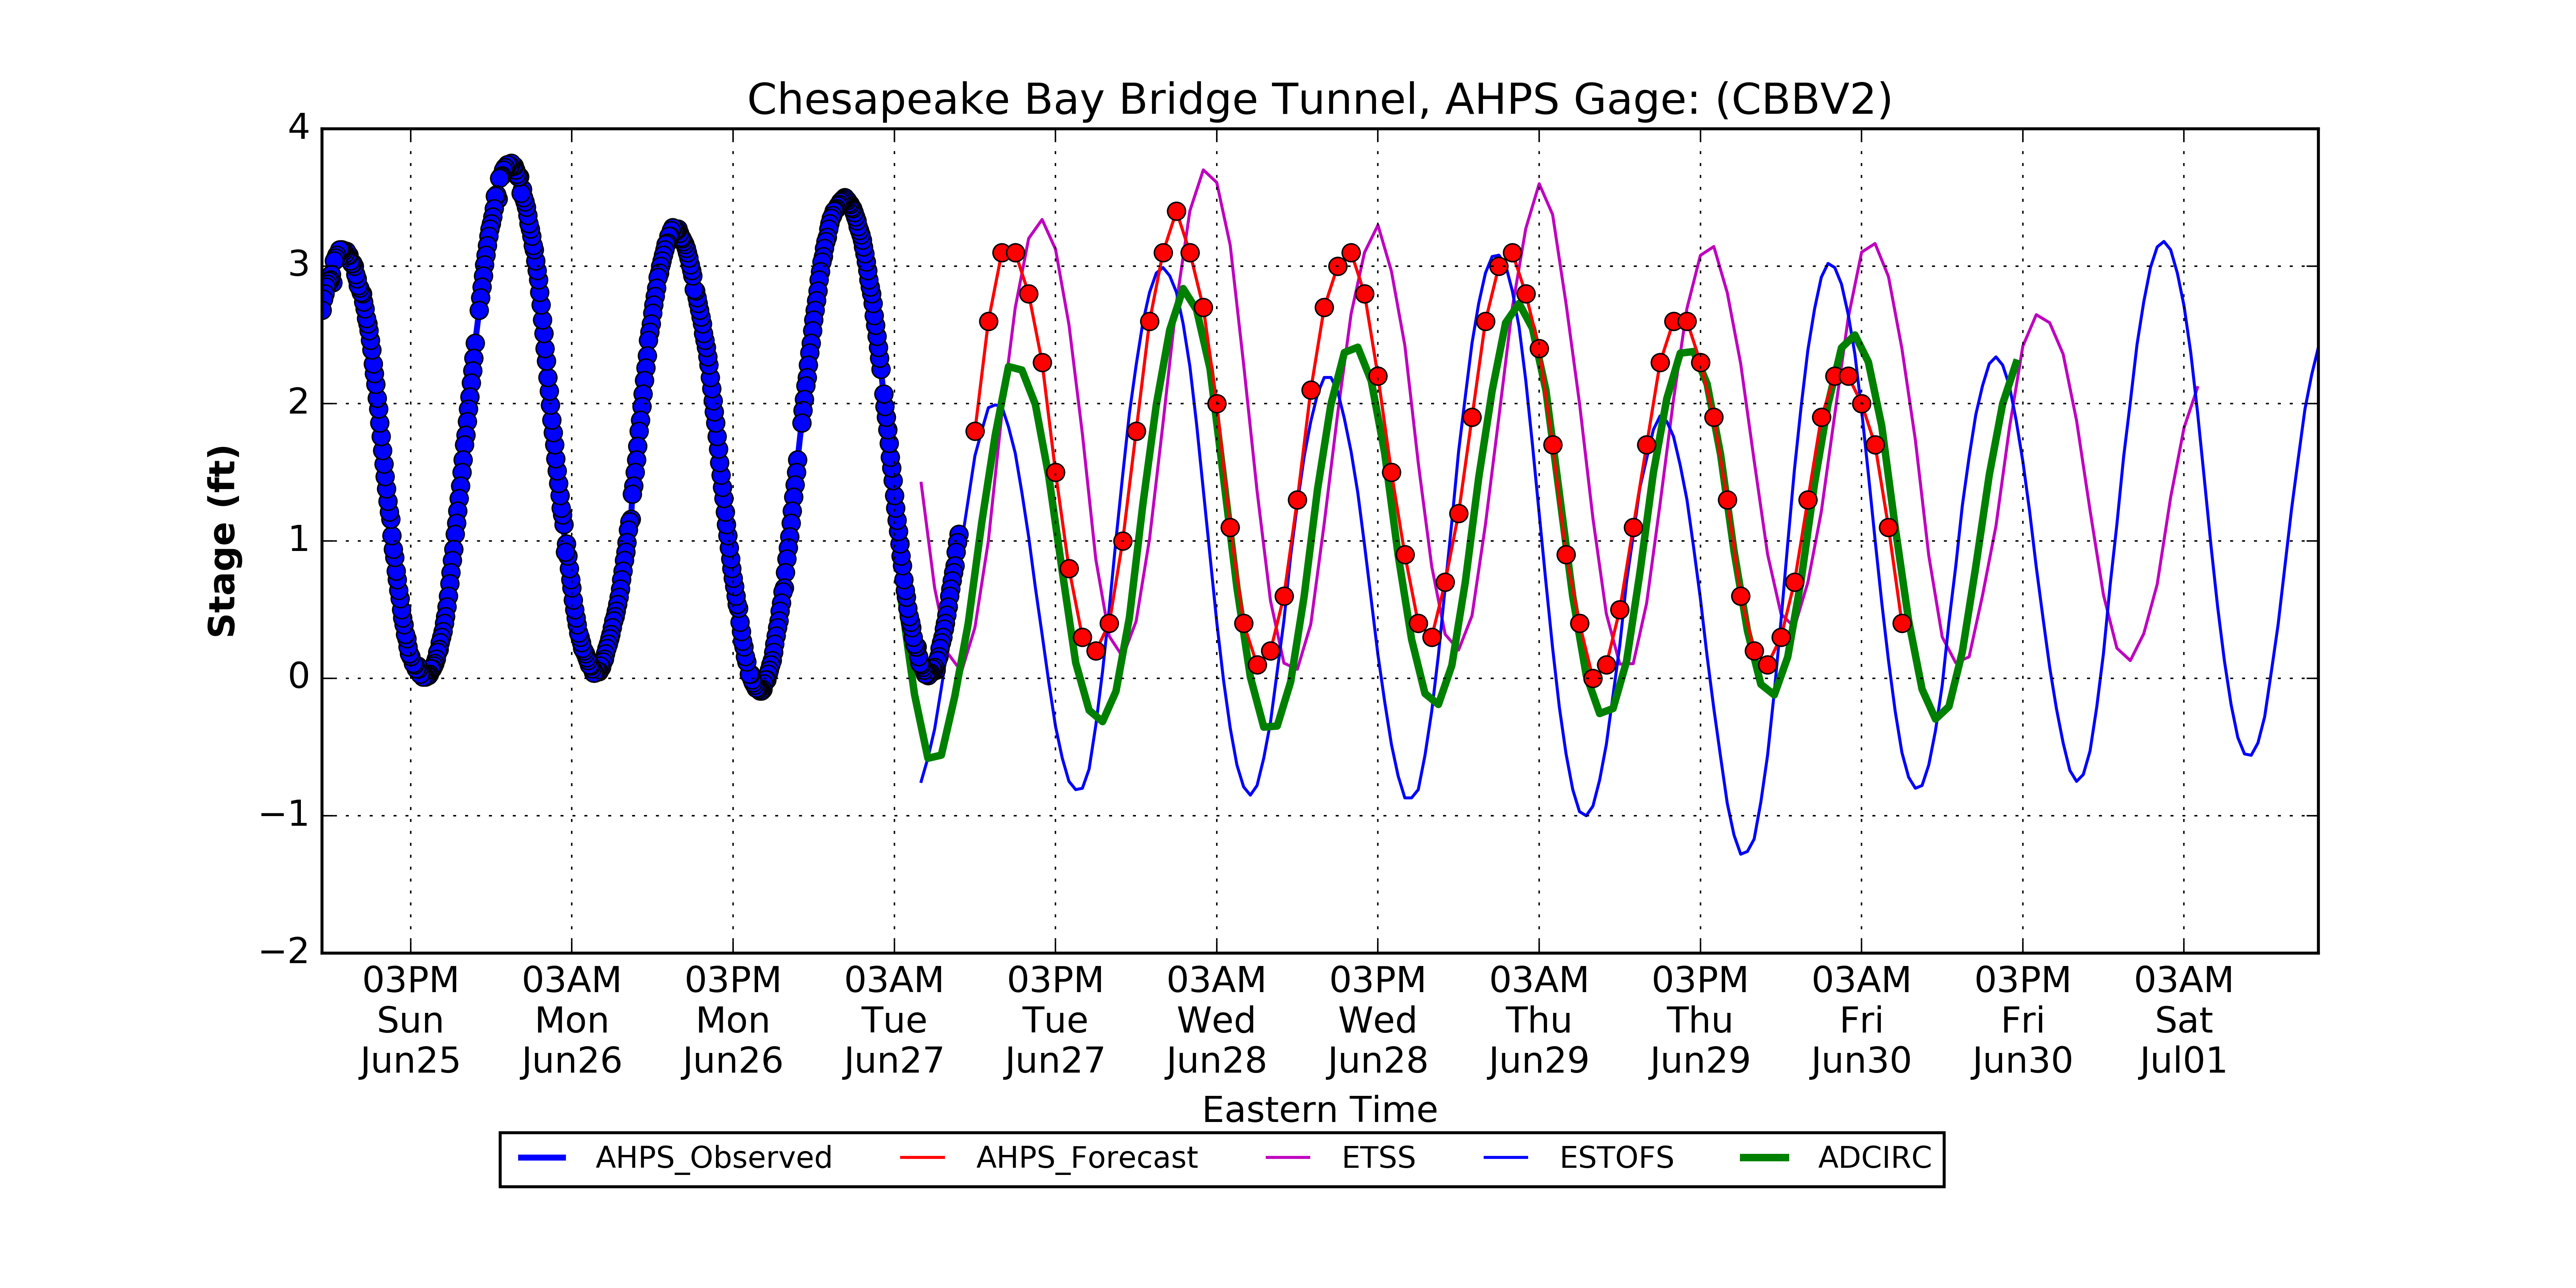 Chesapeake Bay Bridge Tunnel, AHPS Gage: (CBBV2)
4
3
2
1
0
−1
−2
Stage (ft)
03PM 03AM 03PM 03AM 03PM 03AM 03PM 03AM 03PM 03AM 03PM 03AM
Sun Mon Mon Tue Tue Wed Wed Thu Thu Fri Fri Sat
Jun25 Jun26 Jun26 Jun27 Jun27 Jun28 Jun28 Jun29 Jun29 Jun30 Jun30 Jul01
Eastern Time
AHPS_Observed AHPS_Forecast ETSS ESTOFS ADCIRC